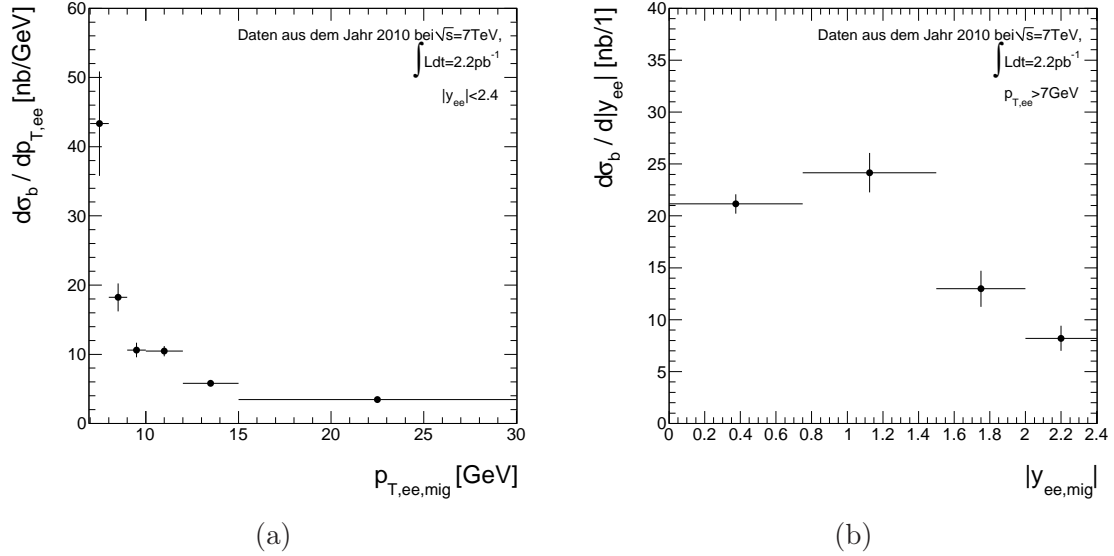 dσ_b / dp_T,ee [nb/GeV]
60
50
40
30
20
10
0
Daten aus dem Jahr 2010 bei√s=7TeV,
∫Ldt=2.2pb^-1
|y_ee|<2.4
10 15 20 25 30
p_T,ee,mig [GeV]
(a)
dσ_b / d|y_ee| [nb/1]
40
35
30
25
20
15
10
5
0
Daten aus dem Jahr 2010 bei√s=7TeV,
∫Ldt=2.2pb^-1
p_T,ee>7GeV
0 0.2 0.4 0.6 0.8 1 1.2 1.4 1.6 1.8 2 2.2 2.4
|y_ee,mig|
(b)